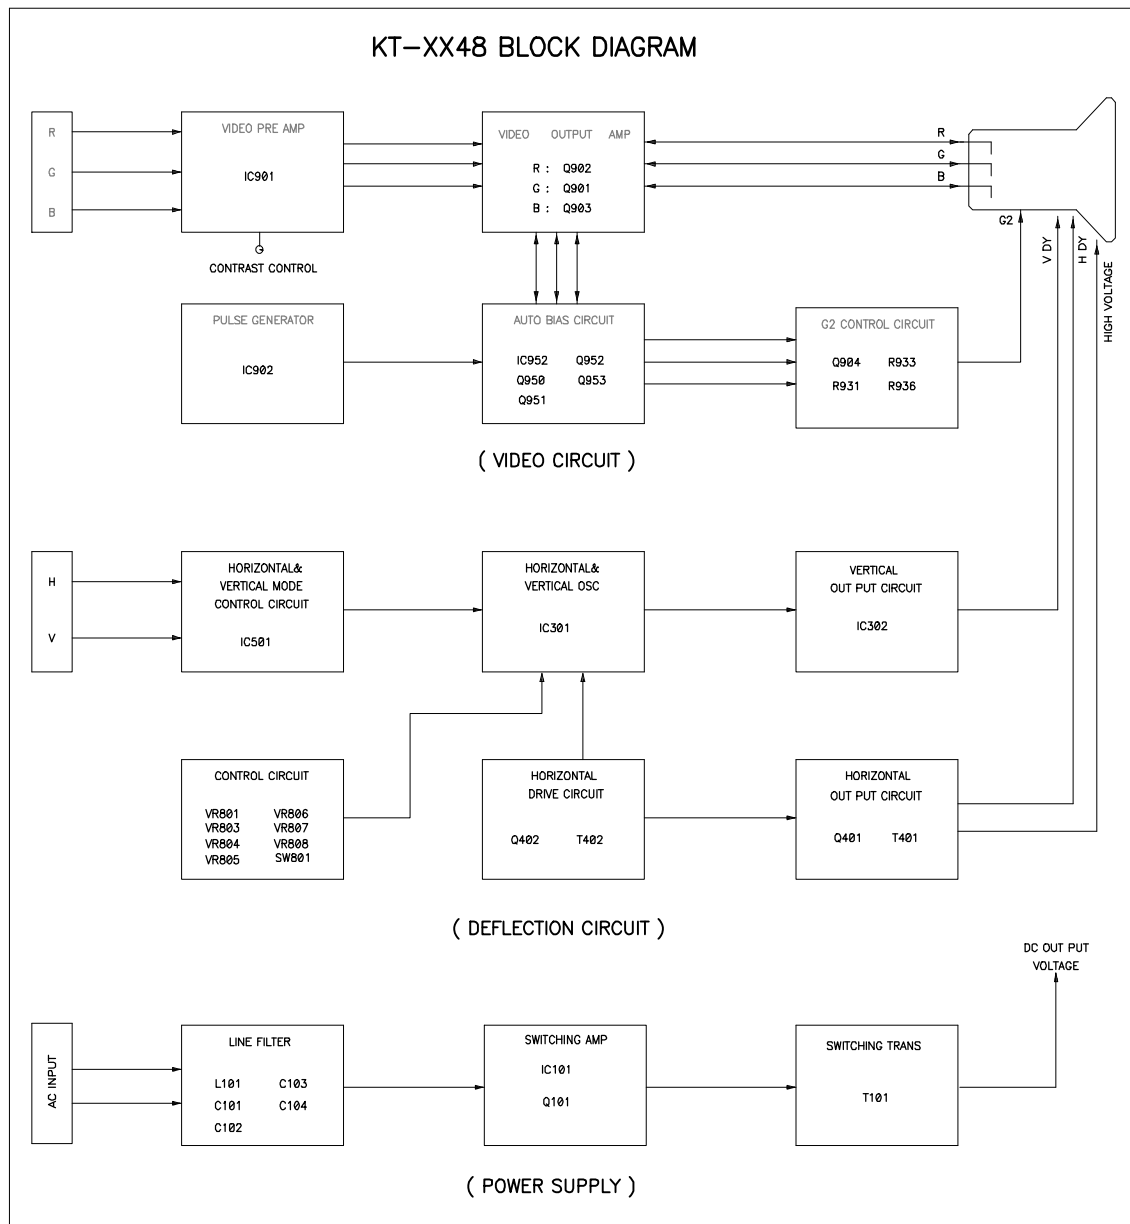 KT-XX48 BLOCK DIAGRAM
R
G
B
VIDEO PRE AMP
IC901
CONTRAST CONTROL
VIDEO OUTPUT AMP
R : Q902
G : Q901
B : Q903
R
G
B
G2
V DY
H DY
HIGH VOLTAGE
PULSE GENERATOR
IC902
AUTO BIAS CIRCUIT
IC952 Q952
Q950 Q953
Q951
G2 CONTROL CIRCUIT
Q904 R933
R931 R936
( VIDEO CIRCUIT )
H
V
HORIZONTAL&
VERTICAL MODE
CONTROL CIRCUIT
IC501
HORIZONTAL&
VERTICAL OSC
IC301
VERTICAL
OUT PUT CIRCUIT
IC302
CONTROL CIRCUIT
VR801 VR806
VR803 VR807
VR804 VR808
VR805 SW801
HORIZONTAL
DRIVE CIRCUIT
Q402 T402
HORIZONTAL
OUT PUT CIRCUIT
Q401 T401
( DEFLECTION CIRCUIT )
DC OUT PUT
VOLTAGE
AC INPUT
LINE FILTER
L101 C103
C101 C104
C102
SWITCHING AMP
IC101
Q101
SWITCHING TRANS
T101
( POWER SUPPLY )